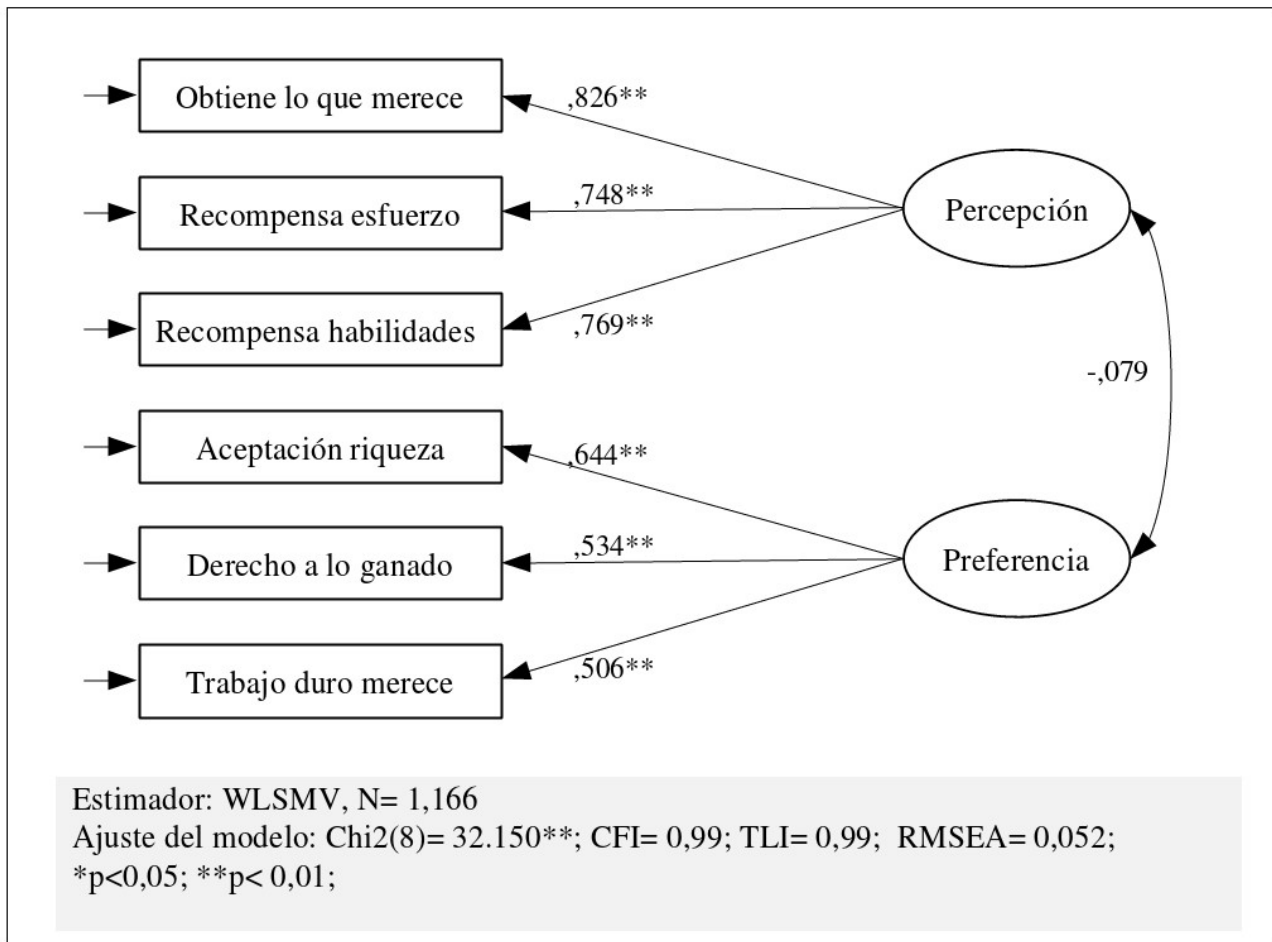 Obtiene lo que merece
,826**
Recompensa esfuerzo
,748**
Percepción
Recompensa habilidades
,769**
-,079
Aceptación riqueza
,644**
Derecho a lo ganado
,534**
Preferencia
Trabajo duro merece
,506**
Estimador: WLSMV, N= 1,166
Ajuste del modelo: Chi2(8)= 32.150**; CFI= 0,99; TLI= 0,99; RMSEA= 0,052;
*p<0,05; **p< 0,01;